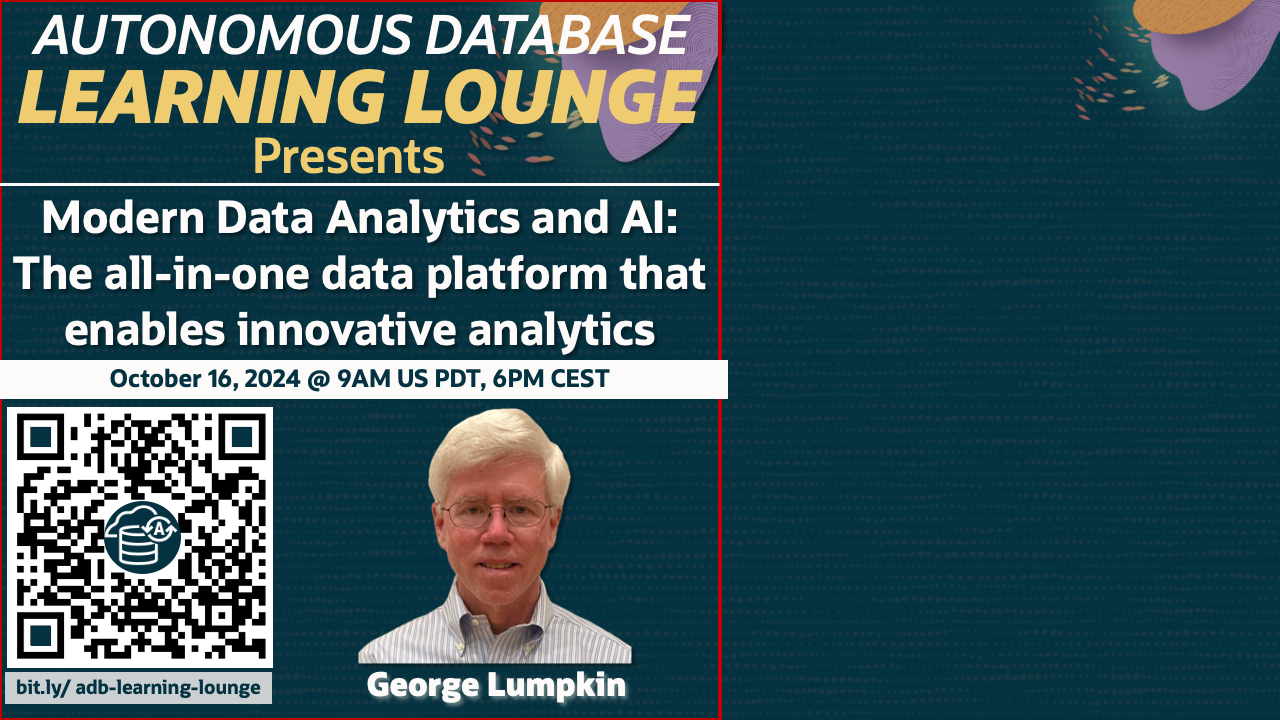 AUTONOMOUS DATABASE
LEARNING LOUNGE
Presents
Modern Data Analytics and AI:
The all-in-one data platform that
enables innovative analytics
October 16, 2024 @ 9AM US PDT, 6PM CEST
A
bit.ly/ adb-learning-lounge
George Lumpkin